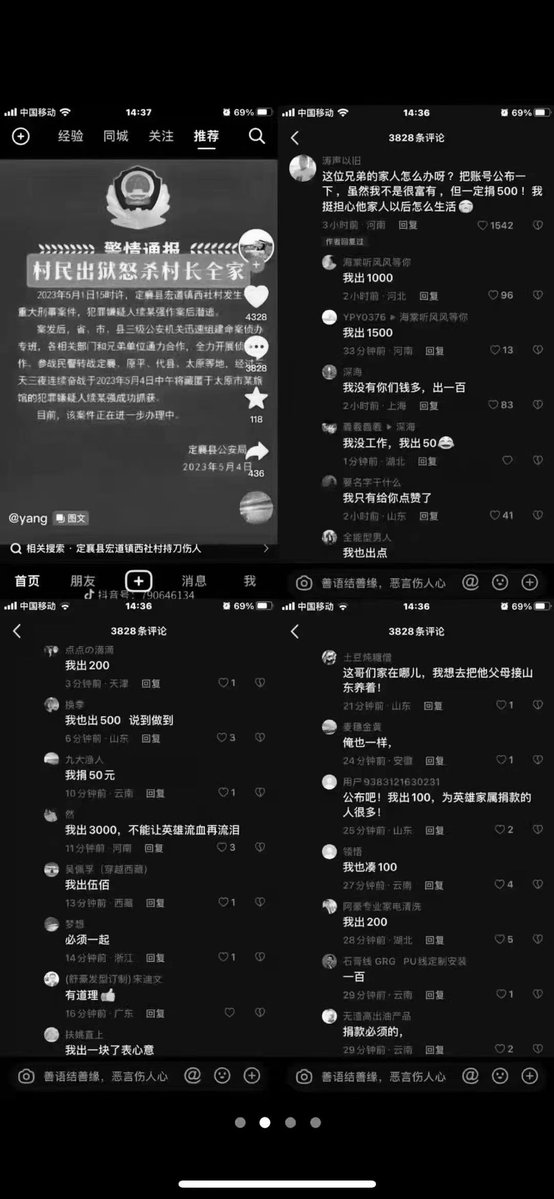 中国移动
14:37
69%
经验
同城
关注
推荐
警情通报
村民出狱怒杀村长全家
2023年5月1日15时许，定襄县宏道镇西社村发生
重大刑事案件，犯罪嫌疑人续某强作案后潜逃。
案发后，省、市、县三级公安机关迅速组建命案侦办
专班，各相关部门和兄弟单位通力合作，全力开展侦
作。参战民警转战定襄、原平、代县、太原等地，经过
天三夜连续奋战于2023年5月4日中午将藏匿于太原市某旅
馆的犯罪嫌疑人续某强成功抓获。
目前，该案件正在进一步办理中。
定襄县公安局
2023年5月4日
4328
3828
118
436
@yang
图文
相关搜索·定襄县宏道镇西社村持刀伤人
首页
朋友
消息
我
抖音号：790646134
中国移动
14:36
69%
3828条评论
涛声以旧
这位兄弟的家人怎么办呀？把账号公布一
下，虽然我不是很富有，但一定捐500！我
挺担心他家人以后怎么生活
3小时前·河南 回复 1542
作者回复过
海棠听风风等你
我出1000
2小时前·河北 回复 96
YPY0376 ▸ 海棠听风风等你
我出1500
33分钟前·河南 回复 13
深海
我没有你们钱多，出一百
2小时前·上海 回复 83
▸ 深海
我没工作，我出50
1分钟前·湖北 回复
要名字干什么
我只有给你点赞了
2小时前·山东 回复 41
全能型男人
我也出点
善语结善缘，恶言伤人心
中国移动
14:36
69%
3828条评论
点点の滴滴
我出200
3分钟前·天津 回复 1
换季
我也出500 说到做到
6分钟前·山东 回复 3
九大渔人
我捐50元
10分钟前·云南 回复 1
然
我出3000，不能让英雄流血再流泪
11分钟前·河南 回复 3
吴佩孚（穿越西藏）
我出伍佰
13分钟前·西藏 回复 1
梦想
必须一起
14分钟前·浙江 回复 1
(舒豪发型订制) 宋迪文
有道理
16分钟前·广东 回复
扶姚直上
我出一块了表心意
善语结善缘，恶言伤人心
中国移动
14:36
69%
3828条评论
土豆炖糖僧
这哥们家在哪儿，我想去把他父母接山
东养着！
21分钟前·山东 回复 1
麦穗金黄
俺也一样，
24分钟前·安徽 回复 1
用户9383121630231
公布吧！我出100，为英雄家属捐款的
人很多！
25分钟前·山东 回复 2
领悟
我也凑100
27分钟前·云南 回复 4
阿豪专业家电清洗
我出200
28分钟前·湖北 回复 5
石膏线 GRG PU线定制安装
一百
29分钟前·云南 回复 1
无渣高出油产品
捐款必须的，
29分钟前·云南 回复 2
善语结善缘，恶言伤人心